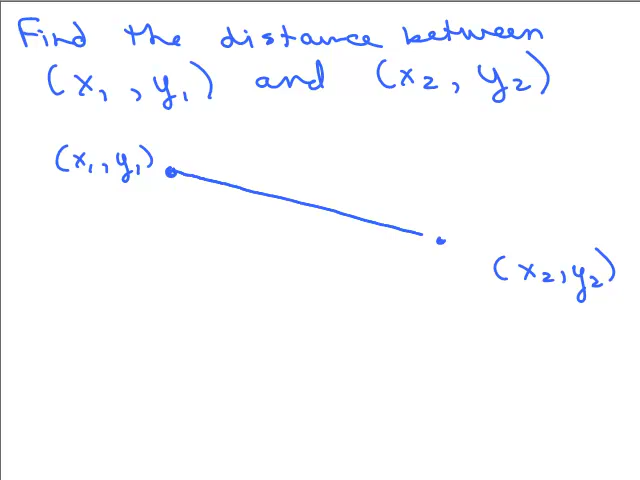 Find the distance between
(x₁, y₁) and (x₂, y₂)
(x₁, y₁)
(x₂, y₂)